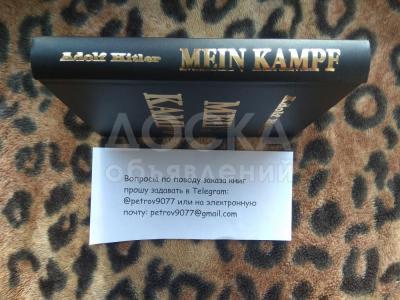 Adolf Hitler MEIN KAMPF
MEIN
KAMPF
ДОСКА
объявлений
Вопросы по поводу заказа книг
прошу задавать в Telegram:
@petrov9077 или на электронную
почту: petrov9077@gmail.com